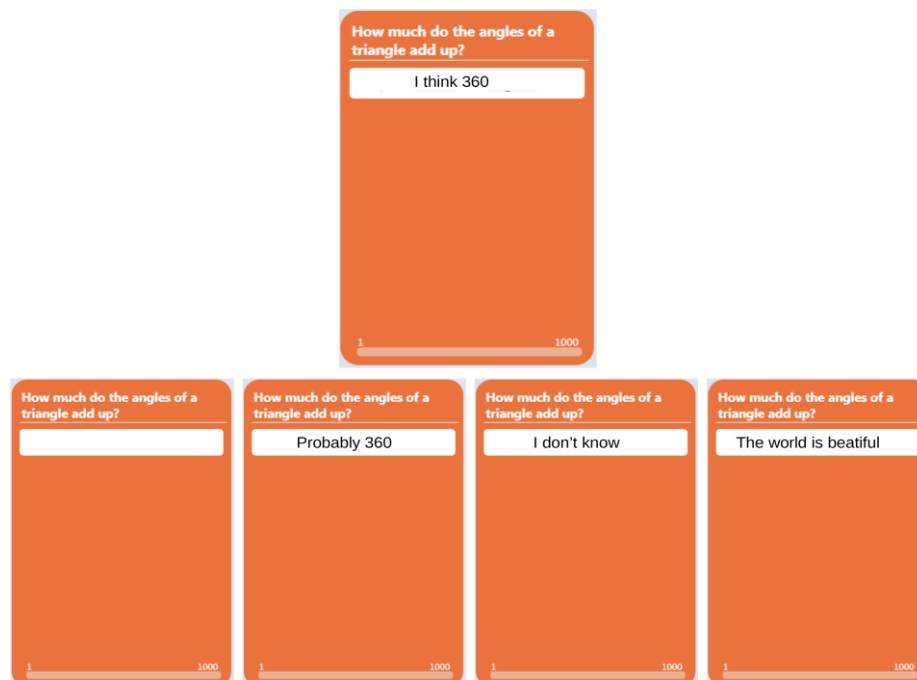 How much do the angles of a
triangle add up?
I think 360
1 1000
How much do the angles of a
triangle add up?
1 1000
How much do the angles of a
triangle add up?
Probably 360
1 1000
How much do the angles of a
triangle add up?
I don't know
1 1000
How much do the angles of a
triangle add up?
The world is beatiful
1 1000